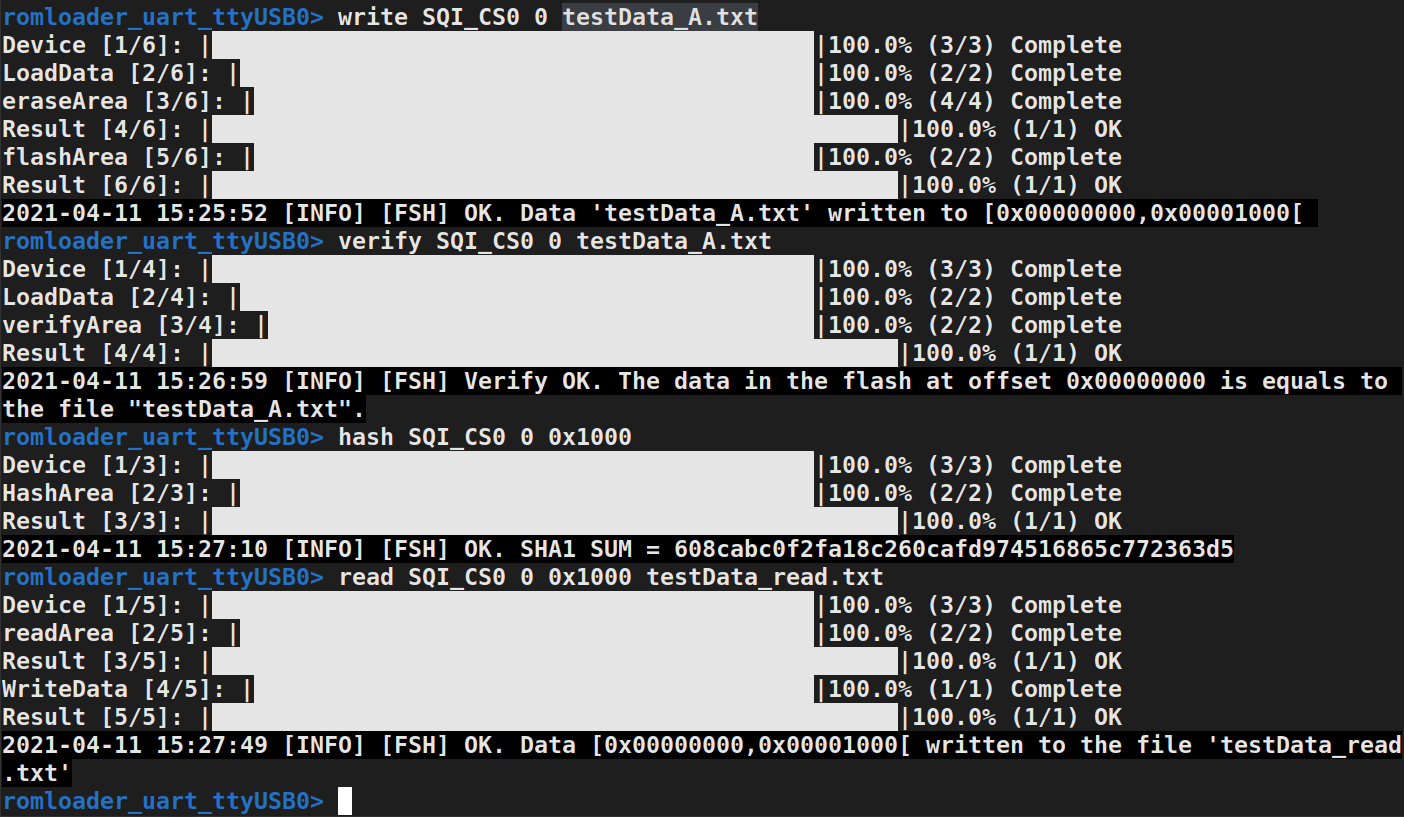 romloader_uart_ttyUSB0> write SQI_CS0 0 testData_A.txt
Device [1/6]: | |100.0% (3/3) Complete
LoadData [2/6]: | |100.0% (2/2) Complete
eraseArea [3/6]: | |100.0% (4/4) Complete
Result [4/6]: | |100.0% (1/1) OK
flashArea [5/6]: | |100.0% (2/2) Complete
Result [6/6]: | |100.0% (1/1) OK
2021-04-11 15:25:52 [INFO] [FSH] OK. Data 'testData_A.txt' written to [0x00000000,0x00001000[
romloader_uart_ttyUSB0> verify SQI_CS0 0 testData_A.txt
Device [1/4]: | |100.0% (3/3) Complete
LoadData [2/4]: | |100.0% (2/2) Complete
verifyArea [3/4]: | |100.0% (2/2) Complete
Result [4/4]: | |100.0% (1/1) OK
2021-04-11 15:26:59 [INFO] [FSH] Verify OK. The data in the flash at offset 0x00000000 is equals to
the file "testData_A.txt".
romloader_uart_ttyUSB0> hash SQI_CS0 0 0x1000
Device [1/3]: | |100.0% (3/3) Complete
HashArea [2/3]: | |100.0% (2/2) Complete
Result [3/3]: | |100.0% (1/1) OK
2021-04-11 15:27:10 [INFO] [FSH] OK. SHA1 SUM = 608cabc0f2fa18c260cafd974516865c772363d5
romloader_uart_ttyUSB0> read SQI_CS0 0 0x1000 testData_read.txt
Device [1/5]: | |100.0% (3/3) Complete
readArea [2/5]: | |100.0% (2/2) Complete
Result [3/5]: | |100.0% (1/1) OK
WriteData [4/5]: | |100.0% (1/1) Complete
Result [5/5]: | |100.0% (1/1) OK
2021-04-11 15:27:49 [INFO] [FSH] OK. Data [0x00000000,0x00001000[ written to the file 'testData_read
.txt'
romloader_uart_ttyUSB0>